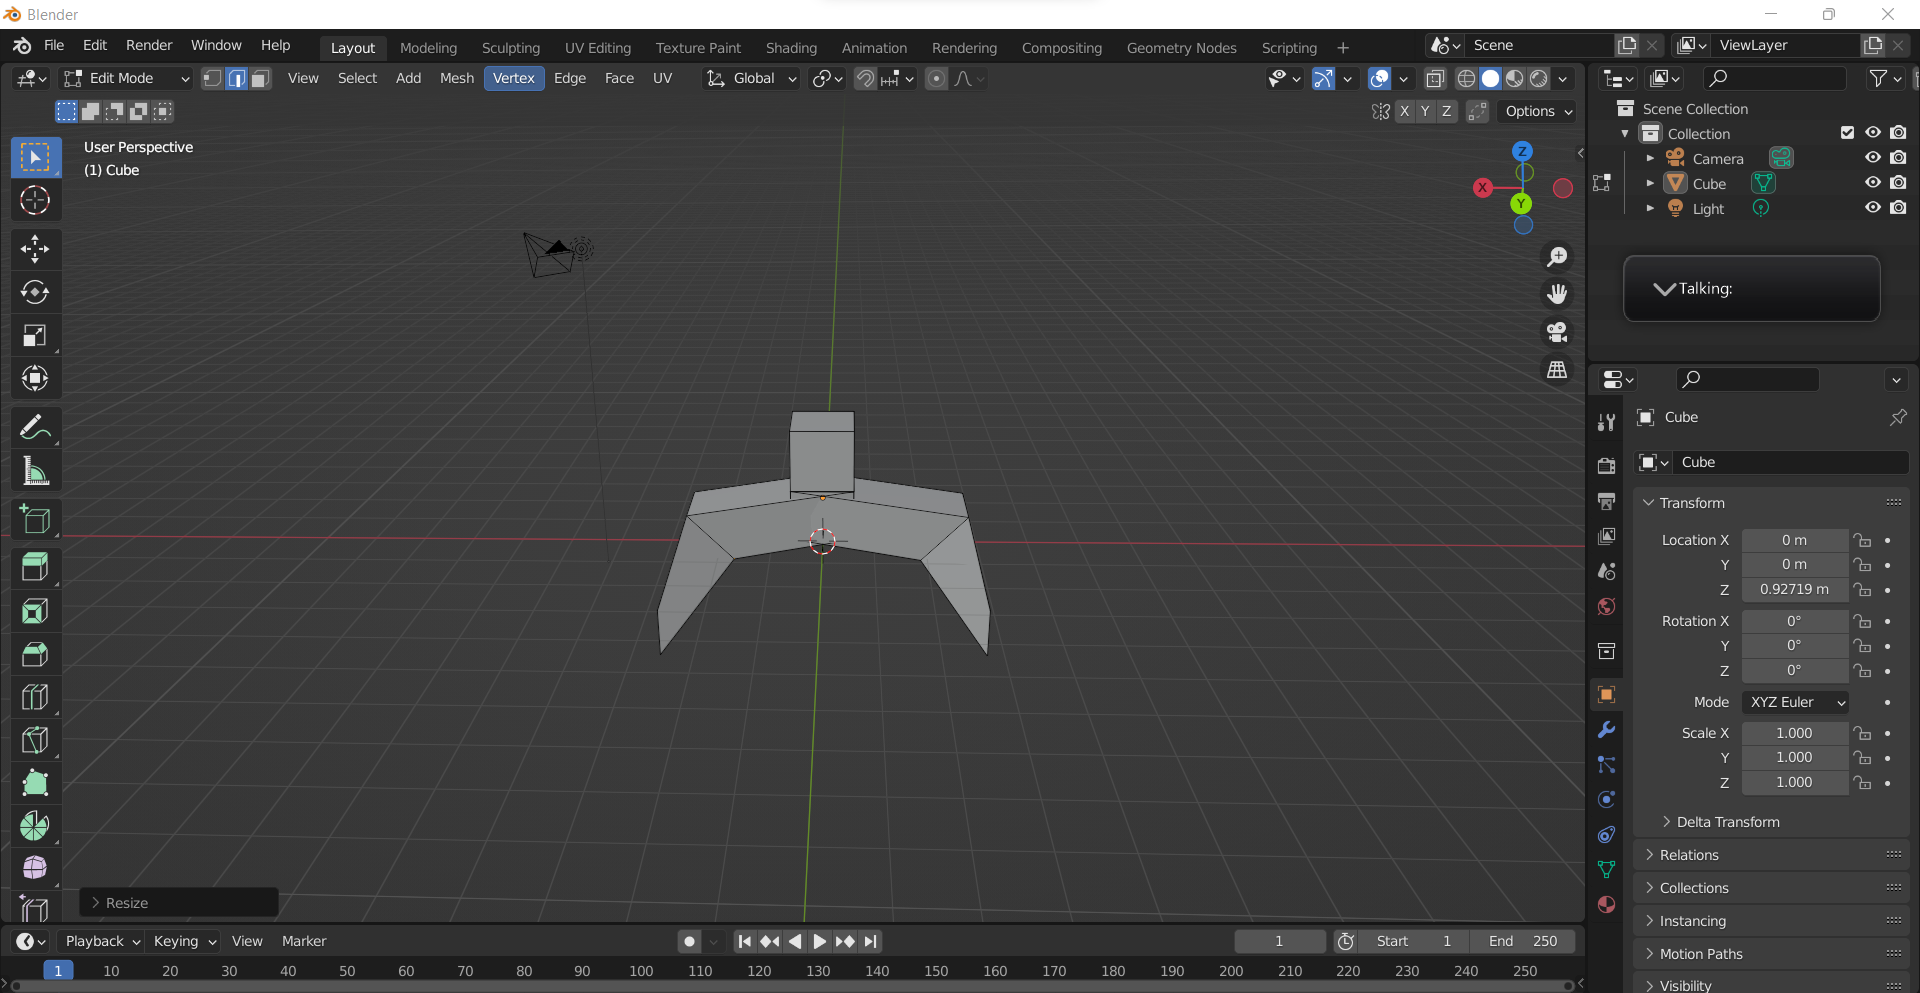 Blender
File Edit Render Window Help Layout Modeling Sculpting UV Editing Texture Paint Shading Animation Rendering Compositing Geometry Nodes Scripting + Scene ViewLayer
Edit Mode View Select Add Mesh Vertex Edge Face UV Global
X Y Z Options
User Perspective
(1) Cube
Z
X
Y
Resize
Scene Collection
Collection
Camera
Cube
Light
Talking:
Cube
Cube
Transform
Location X 0 m
Y 0 m
Z 0.92719 m
Rotation X 0°
Y 0°
Z 0°
Mode XYZ Euler
Scale X 1.000
Y 1.000
Z 1.000
Delta Transform
Relations
Collections
Instancing
Motion Paths
Visibility
Playback Keying View Marker 1 Start 1 End 250
1 10 20 30 40 50 60 70 80 90 100 110 120 130 140 150 160 170 180 190 200 210 220 230 240 250